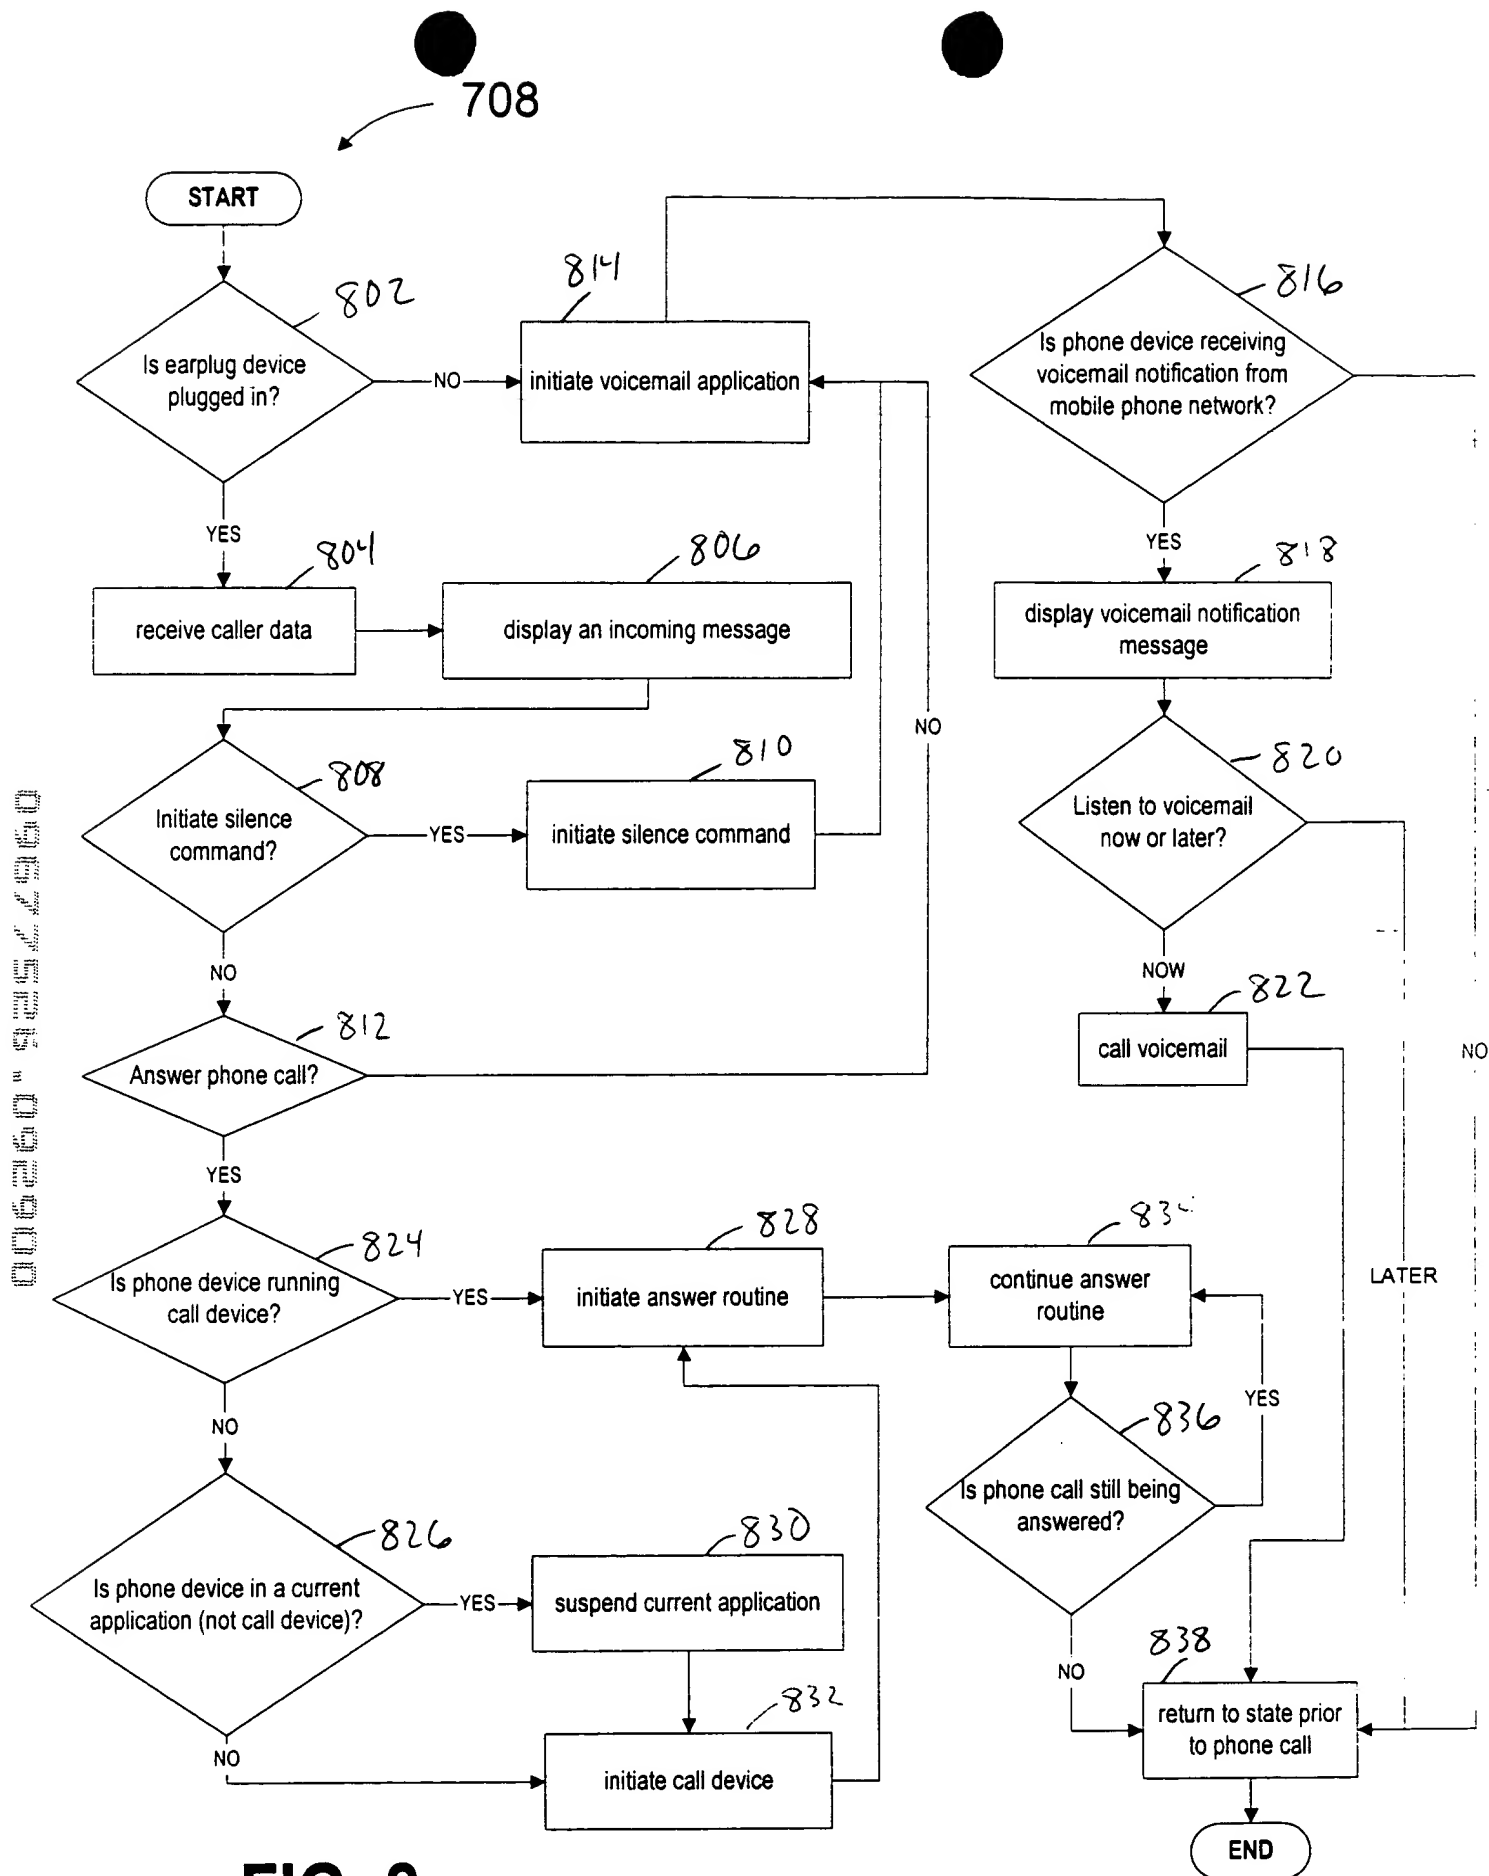 708
START
802
Is earplug device
plugged in?
NO
814
initiate voicemail application
816
Is phone device receiving
voicemail notification from
mobile phone network?
YES
804
receive caller data
806
display an incoming message
YES
818
display voicemail notification
message
NO
808
Initiate silence
command?
YES
810
initiate silence command
820
Listen to voicemail
now or later?
NO
NOW
812
Answer phone call?
822
call voicemail
NO
YES
824
Is phone device running
call device?
YES
828
initiate answer routine
continue answer
routine
LATER
NO
YES
836
Is phone call still being
answered?
826
Is phone device in a current
application (not call device)?
YES
830
suspend current application
NO
838
return to state prior
to phone call
NO
832
initiate call device
END
09677526.092900